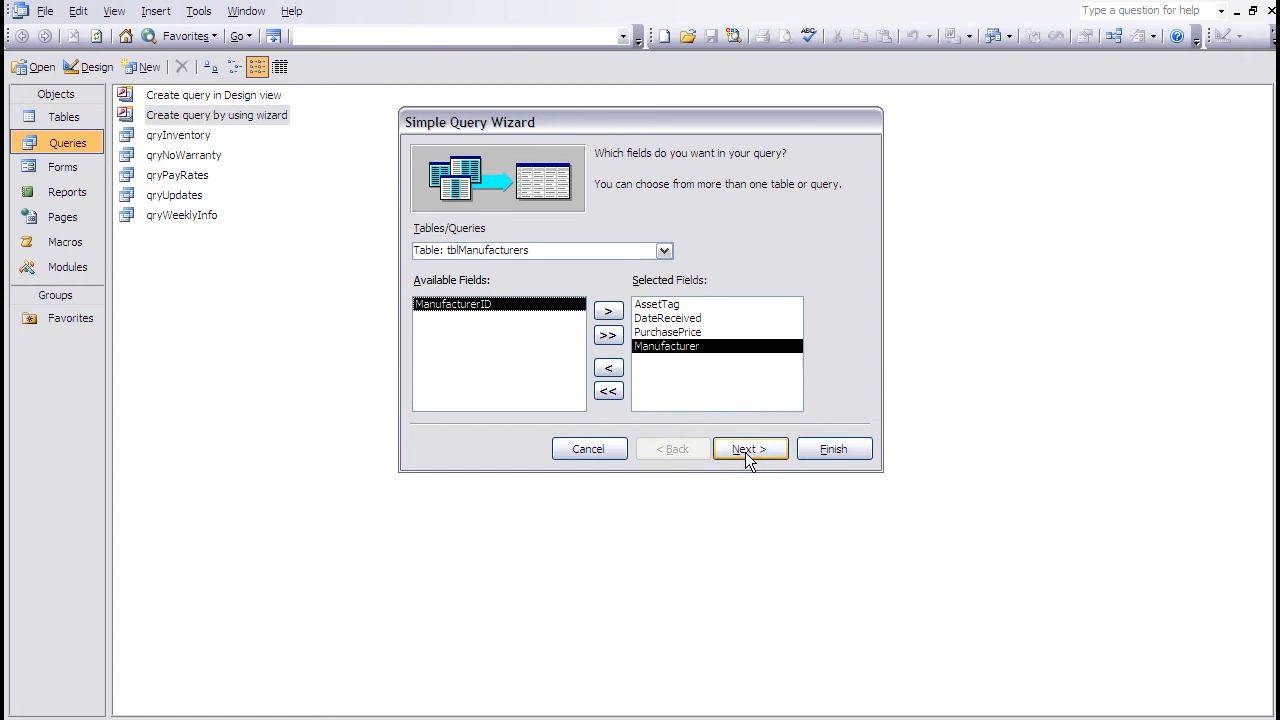 File Edit View Insert Tools Window Help Type a question for help
Favorites Go
Open Design New
Objects
Tables
Queries
Forms
Reports
Pages
Macros
Modules
Groups
Favorites
Create query in Design view
Create query by using wizard
qryInventory
qryNoWarranty
qryPayRates
qryUpdates
qryWeeklyInfo
Simple Query Wizard
Which fields do you want in your query?
You can choose from more than one table or query.
Tables/Queries
Table: tblManufacturers
Available Fields:
ManufacturerID
>
>>
<
<<
Selected Fields:
AssetTag
DateReceived
PurchasePrice
Manufacturer
Cancel < Back Next > Finish